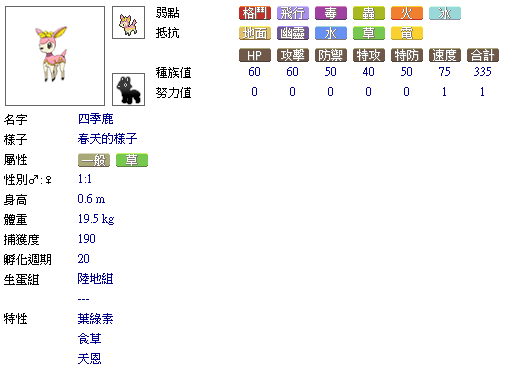 弱點 格鬥 飛行 毒 蟲 火 冰
抵抗 地面 幽靈 水 草 電
HP 攻擊 防禦 特攻 特防 速度 合計
種族值 60 60 50 40 50 75 335
努力值 0 0 0 0 0 1 1
名字 四季鹿
樣子 春天的樣子
屬性 一般 草
性別♂:♀ 1:1
身高 0.6 m
體重 19.5 kg
捕獲度 190
孵化週期 20
生蛋組 陸地組
---
特性 葉綠素
食草
天恩